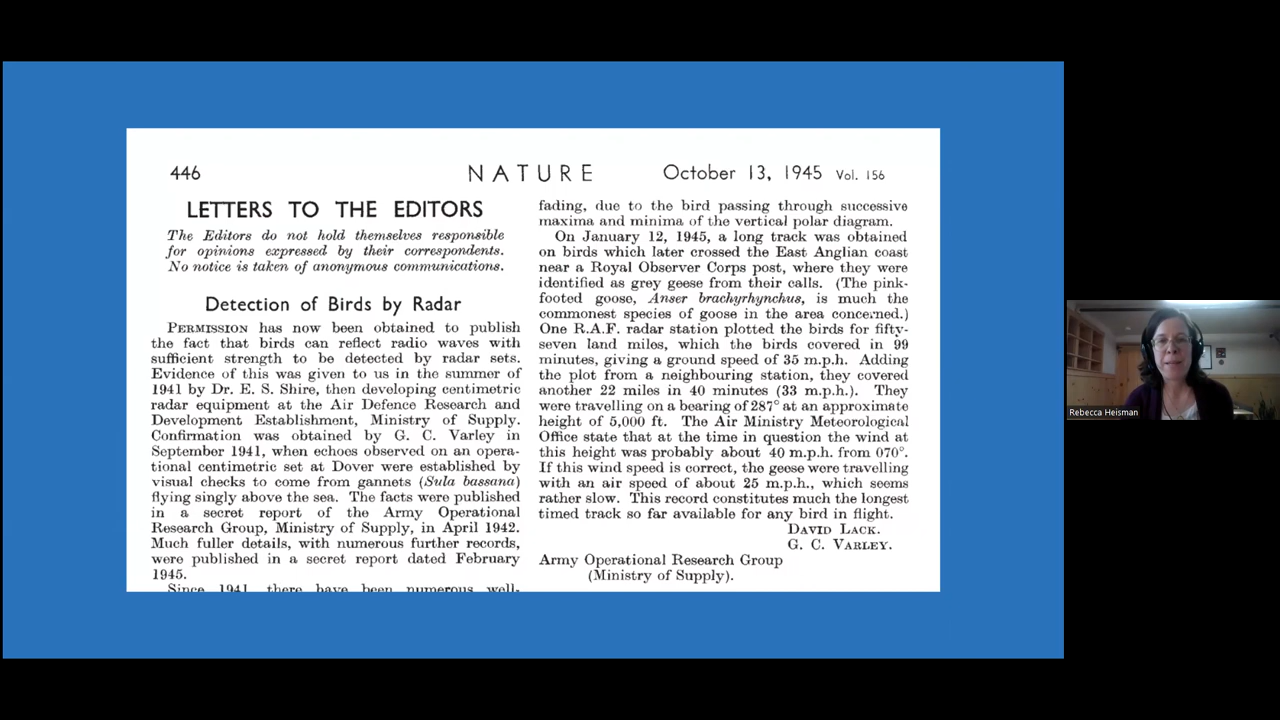 446 NATURE October 13, 1945 Vol. 156
LETTERS TO THE EDITORS
The Editors do not hold themselves responsible
for opinions expressed by their correspondents.
No notice is taken of anonymous communications.
Detection of Birds by Radar
PERMISSION has now been obtained to publish
the fact that birds can reflect radio waves with
sufficient strength to be detected by radar sets.
Evidence of this was given to us in the summer of
1941 by Dr. E. S. Shire, then developing centimetric
radar equipment at the Air Defence Research and
Development Establishment, Ministry of Supply.
Confirmation was obtained by G. C. Varley in
September 1941, when echoes observed on an opera-
tional centimetric set at Dover were established by
visual checks to come from gannets (Sula bassana)
flying singly above the sea. The facts were published
in a secret report of the Army Operational
Research Group, Ministry of Supply, in April 1942.
Much fuller details, with numerous further records,
were published in a secret report dated February
1945.
Since 1941, there have been numerous well-
fading, due to the bird passing through successive
maxima and minima of the vertical polar diagram.
On January 12, 1945, a long track was obtained
on birds which later crossed the East Anglian coast
near a Royal Observer Corps post, where they were
identified as grey geese from their calls. (The pink-
footed goose, Anser brachyrhynchus, is much the
commonest species of goose in the area concerned.)
One R.A.F. radar station plotted the birds for fifty-
seven land miles, which the birds covered in 99
minutes, giving a ground speed of 35 m.p.h. Adding
the plot from a neighbouring station, they covered
another 22 miles in 40 minutes (33 m.p.h.). They
were travelling on a bearing of 287° at an approximate
height of 5,000 ft. The Air Ministry Meteorological
Office state that at the time in question the wind at
this height was probably about 40 m.p.h. from 070°.
If this wind speed is correct, the geese were travelling
with an air speed of about 25 m.p.h., which seems
rather slow. This record constitutes much the longest
timed track so far available for any bird in flight.
DAVID LACK.
G. C. VARLEY.
Army Operational Research Group
(Ministry of Supply).
Rebecca Heisman